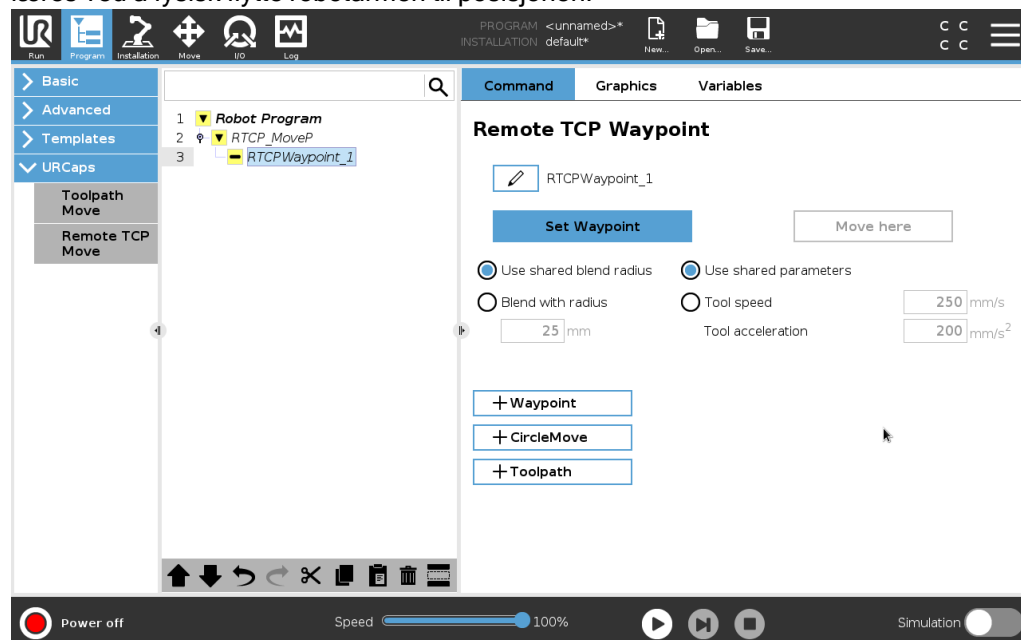 PROGRAM <unnamed>*
INSTALLATION default*
Run Program Installation Move I/O Log
New... Open... Save...
C C
C C
Basic
Advanced
Templates
URCaps
Toolpath
Move
Remote TCP
Move
1 Robot Program
2 RTCP_MoveP
3 RTCPWaypoint_1
Command Graphics Variables
Remote TCP Waypoint
RTCPWaypoint_1
Set Waypoint Move here
Use shared blend radius Use shared parameters
Blend with radius Tool speed 250 mm/s
25 mm Tool acceleration 200 mm/s²
+ Waypoint
+ CircleMove
+ Toolpath
Power off Speed 100% Simulation